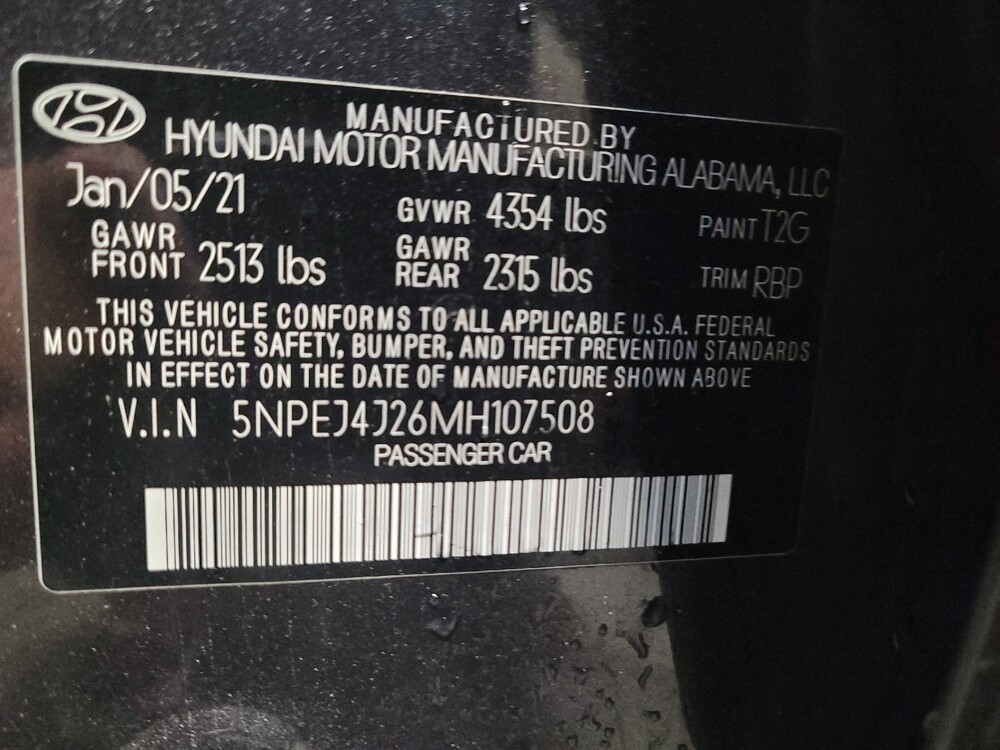 MANUFACTURED BY
HYUNDAI MOTOR MANUFACTURING ALABAMA, LLC
Jan/05/21 GVWR 4354 lbs PAINT T2G
GAWR FRONT 2513 lbs GAWR REAR 2315 lbs TRIM RBP
THIS VEHICLE CONFORMS TO ALL APPLICABLE U.S.A. FEDERAL
MOTOR VEHICLE SAFETY, BUMPER, AND THEFT PREVENTION STANDARDS
IN EFFECT ON THE DATE OF MANUFACTURE SHOWN ABOVE
V.I.N 5NPEJ4J26MH107508
PASSENGER CAR